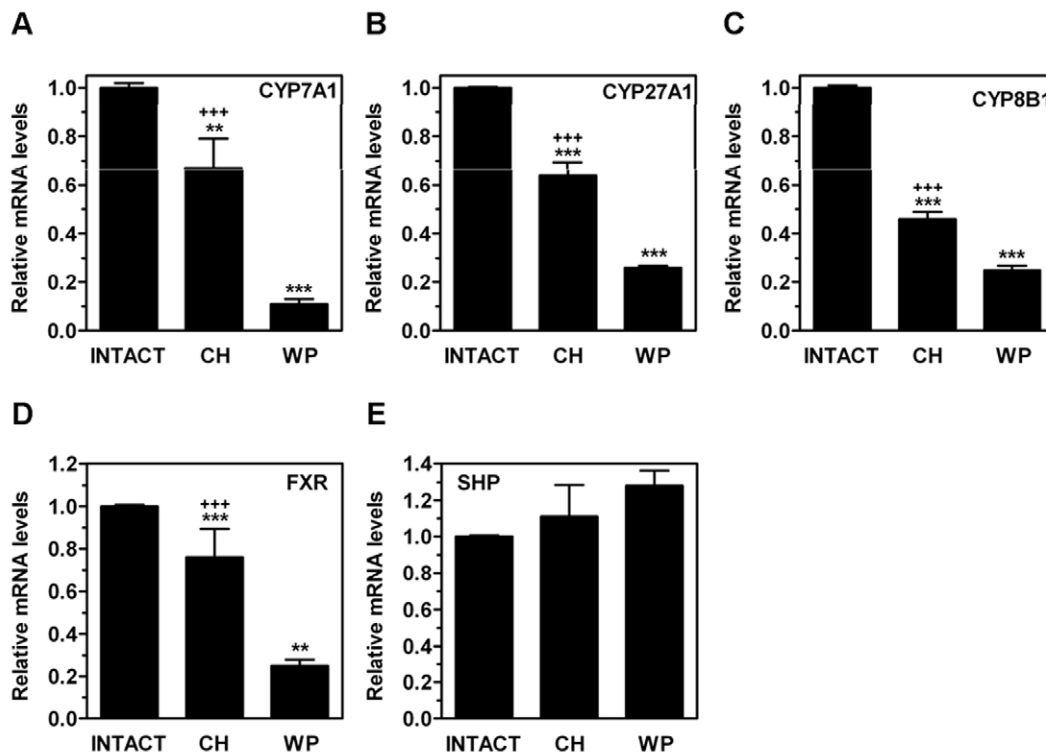 A
B
C
Relative mRNA levels
1.0
0.8
0.6
0.4
0.2
0.0
CYP7A1
+++
**
***
INTACT CH WP
Relative mRNA levels
1.0
0.8
0.6
0.4
0.2
0.0
CYP27A1
+++
***
***
INTACT CH WP
Relative mRNA levels
1.0
0.8
0.6
0.4
0.2
0.0
CYP8B1
+++
***
***
INTACT CH WP
D
E
Relative mRNA levels
1.2
1.0
0.8
0.6
0.4
0.2
0.0
FXR
+++
***
**
INTACT CH WP
Relative mRNA levels
1.4
1.2
1.0
0.8
0.6
0.4
0.2
0.0
SHP
INTACT CH WP